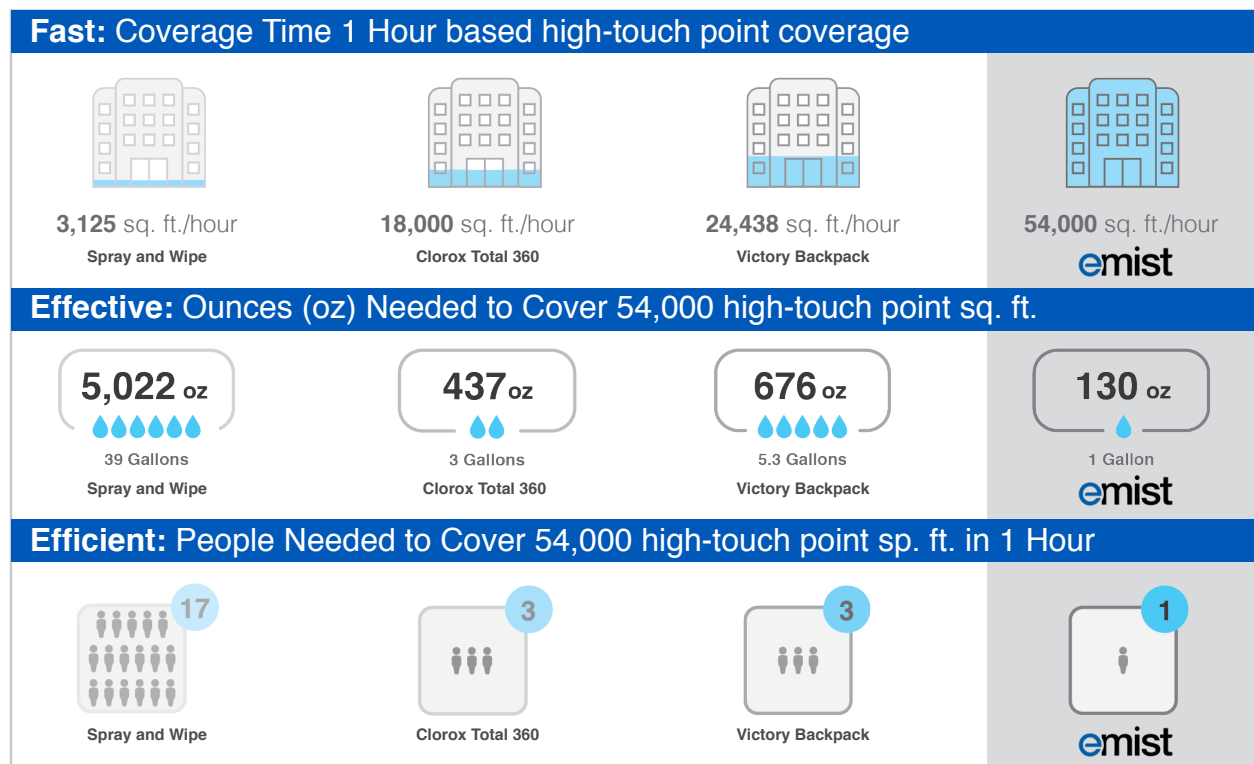 Fast: Coverage Time 1 Hour based high-touch point coverage
3,125 sq. ft./hour
Spray and Wipe
18,000 sq. ft./hour
Clorox Total 360
24,438 sq. ft./hour
Victory Backpack
54,000 sq. ft./hour
emist
Effective: Ounces (oz) Needed to Cover 54,000 high-touch point sq. ft.
5,022 oz
39 Gallons
Spray and Wipe
437 oz
3 Gallons
Clorox Total 360
676 oz
5.3 Gallons
Victory Backpack
130 oz
1 Gallon
emist
Efficient: People Needed to Cover 54,000 high-touch point sp. ft. in 1 Hour
17
Spray and Wipe
3
Clorox Total 360
3
Victory Backpack
1
emist